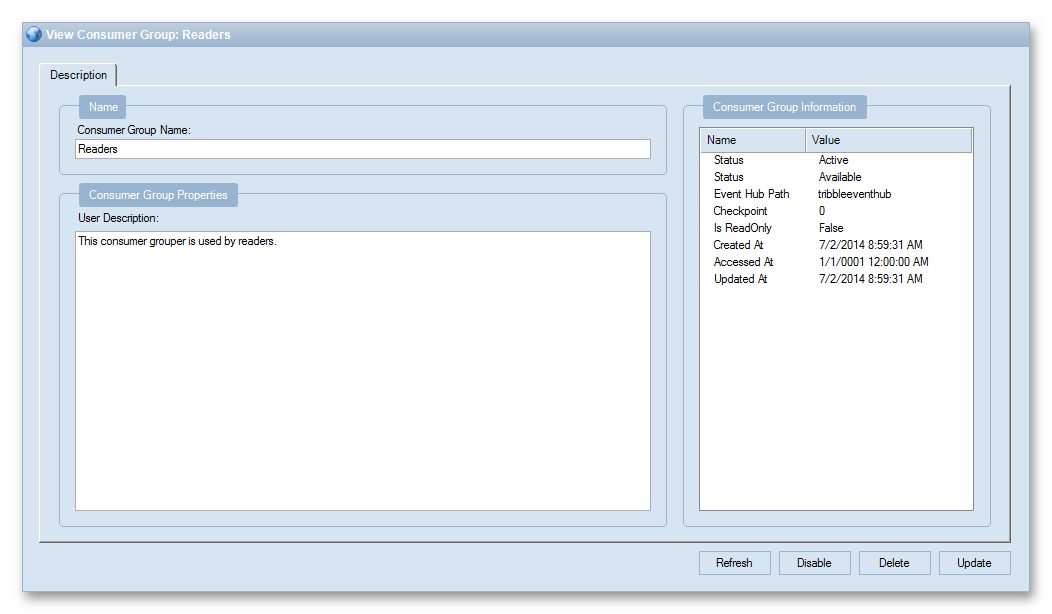 View Consumer Group: Readers
Description
Name
Consumer Group Name:
Readers
Consumer Group Properties
User Description:
This consumer grouper is used by readers.
Consumer Group Information
Name Value
Status Active
Status Available
Event Hub Path tribbleeventhub
Checkpoint 0
Is ReadOnly False
Created At 7/2/2014 8:59:31 AM
Accessed At 1/1/0001 12:00:00 AM
Updated At 7/2/2014 8:59:31 AM
Refresh Disable Delete Update